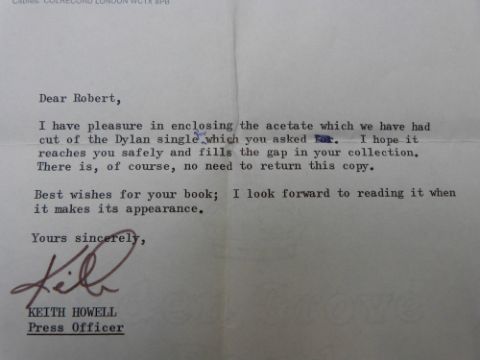 Cables: COLRECORD LONDON WC1X 8PB
Dear Robert,
I have pleasure in enclosing the acetate which we have had
cut of the Dylan single which you asked for. I hope it
reaches you safely and fills the gap in your collection.
There is, of course, no need to return this copy.
Best wishes for your book; I look forward to reading it when
it makes its appearance.
Yours sincerely,
Keith
KEITH HOWELL
Press Officer